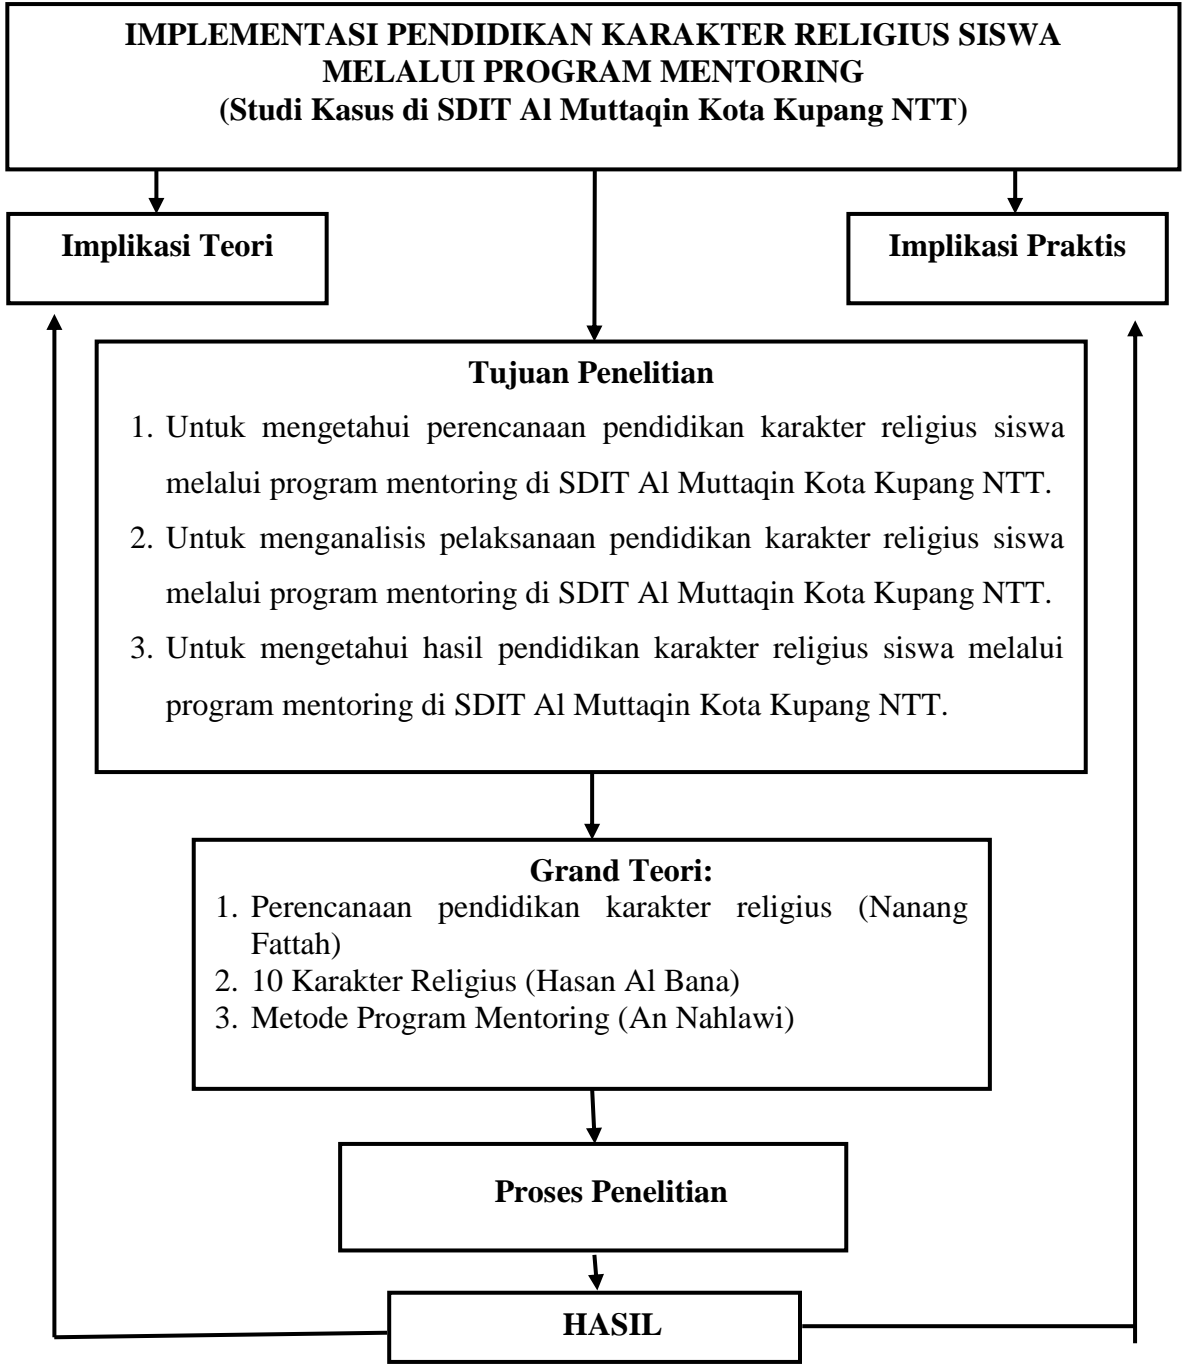 IMPLEMENTASI PENDIDIKAN KARAKTER RELIGIUS SISWA
MELALUI PROGRAM MENTORING
(Studi Kasus di SDIT Al Muttaqin Kota Kupang NTT)
Implikasi Teori
Implikasi Praktis
Tujuan Penelitian
1. Untuk mengetahui perencanaan pendidikan karakter religius siswa
melalui program mentoring di SDIT Al Muttaqin Kota Kupang NTT.
2. Untuk menganalisis pelaksanaan pendidikan karakter religius siswa
melalui program mentoring di SDIT Al Muttaqin Kota Kupang NTT.
3. Untuk mengetahui hasil pendidikan karakter religius siswa melalui
program mentoring di SDIT Al Muttaqin Kota Kupang NTT.
Grand Teori:
1. Perencanaan pendidikan karakter religius (Nanang
Fattah)
2. 10 Karakter Religius (Hasan Al Bana)
3. Metode Program Mentoring (An Nahlawi)
Proses Penelitian
HASIL